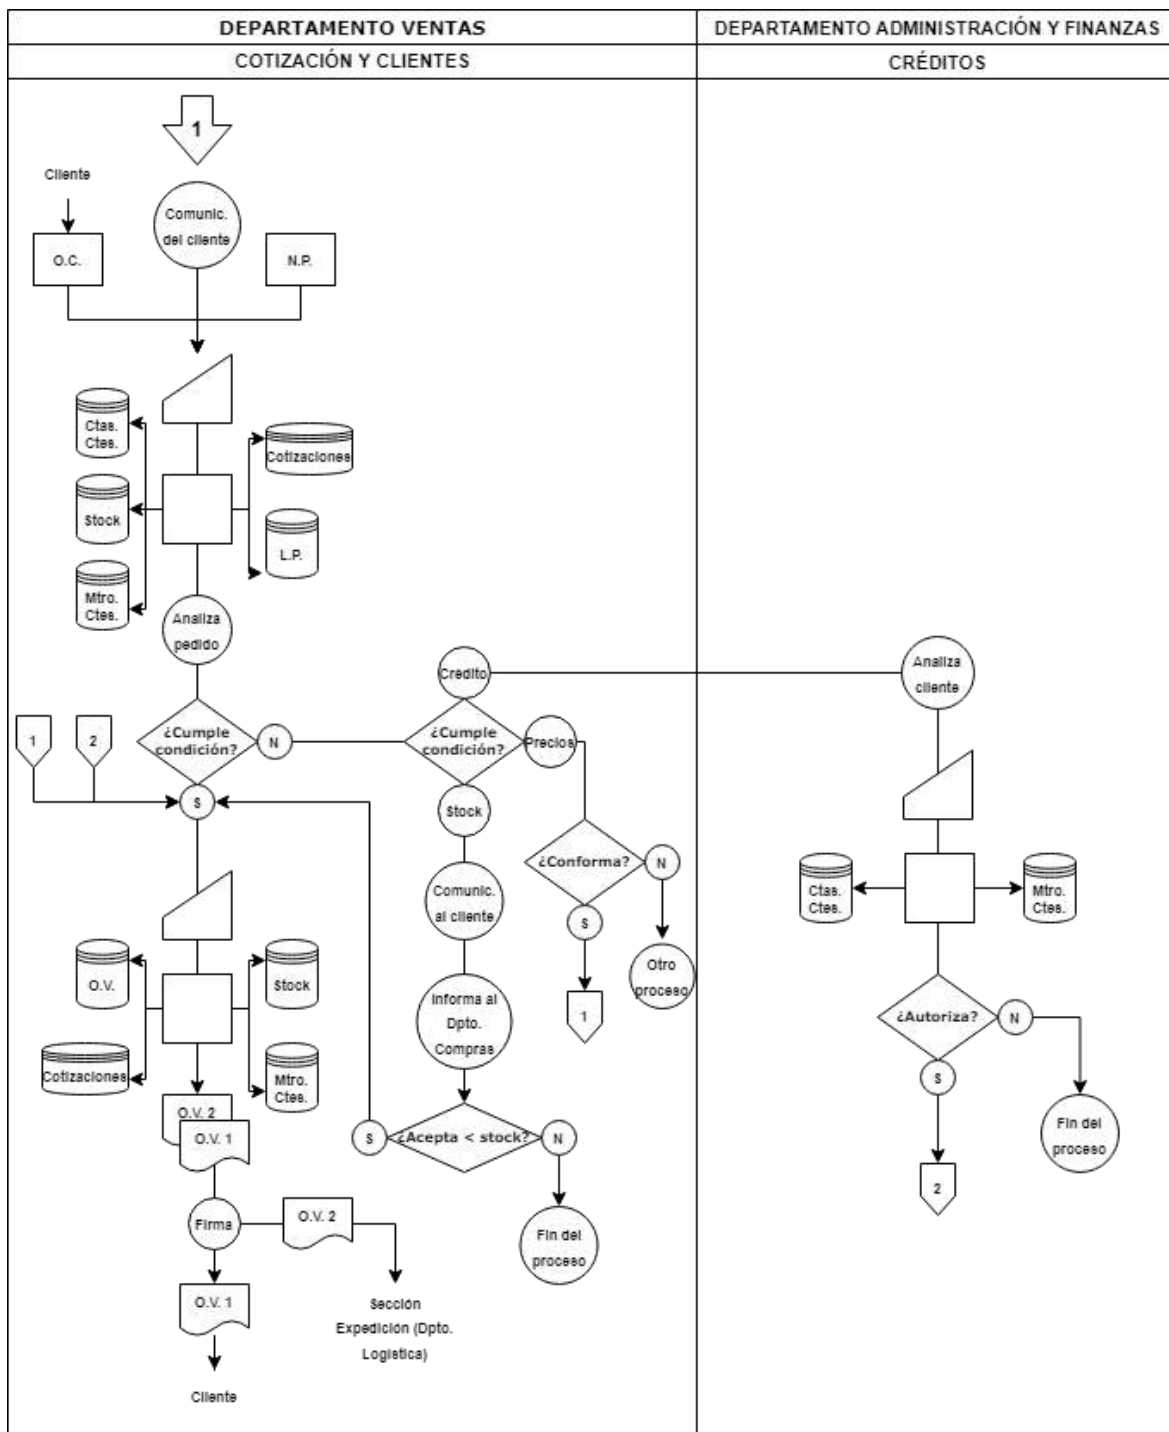 DEPARTAMENTO VENTAS
DEPARTAMENTO ADMINISTRACIÓN Y FINANZAS
COTIZACIÓN Y CLIENTES
CRÉDITOS
1
Cliente
Comunic.
del cliente
O.C.
N.P.
Ctas.
Ctes.
Cotizaciones
Stock
L.P.
Mtro.
Ctes.
Analiza
pedido
Crédito
Analiza
cliente
1
2
¿Cumple
condición?
N
¿Cumple
condición?
Precios
S
Stock
¿Conforma?
N
Comunic.
al cliente
Ctas.
Ctes.
Mtro.
Ctes.
S
O.V.
Stock
Otro
proceso
Informa al
Dpto.
Compras
1
¿Autoriza?
N
Cotizaciones
Mtro.
Ctes.
S
O.V. 2
O.V. 1
S
¿Acepta < stock?
N
Fin del
proceso
2
Firma
O.V. 2
Fin del
proceso
O.V. 1
Sección
Expedición (Dpto.
Logística)
Cliente